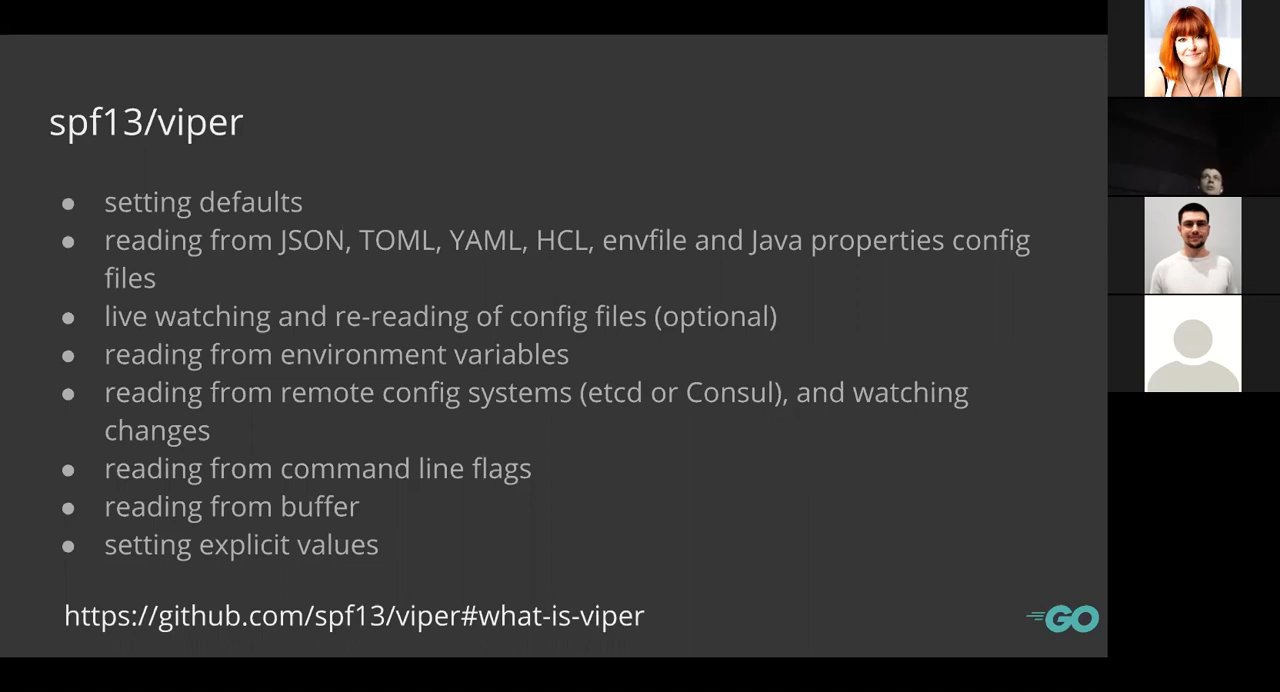 spf13/viper
● setting defaults
● reading from JSON, TOML, YAML, HCL, envfile and Java properties config
files
● live watching and re-reading of config files (optional)
● reading from environment variables
● reading from remote config systems (etcd or Consul), and watching
changes
● reading from command line flags
● reading from buffer
● setting explicit values
https://github.com/spf13/viper#what-is-viper
GO